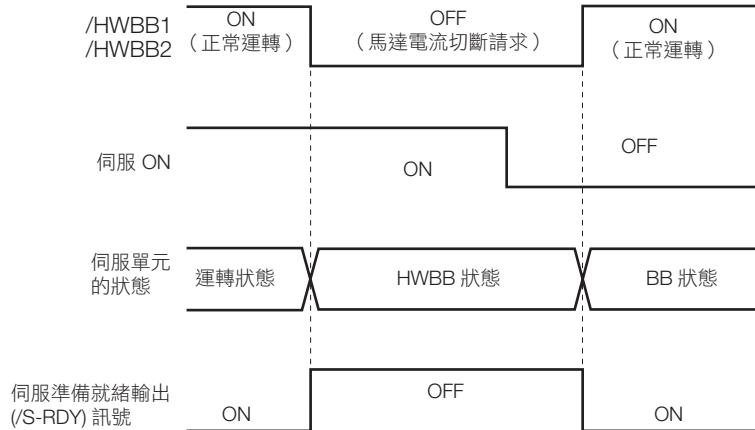 /HWBB1
/HWBB2
ON
（正常運轉）
OFF
（馬達電流切斷請求）
ON
（正常運轉）
伺服 ON
ON
OFF
伺服單元
的狀態
運轉狀態
HWBB 狀態
BB 狀態
伺服準備就緒輸出
(/S-RDY) 訊號
ON
OFF
ON